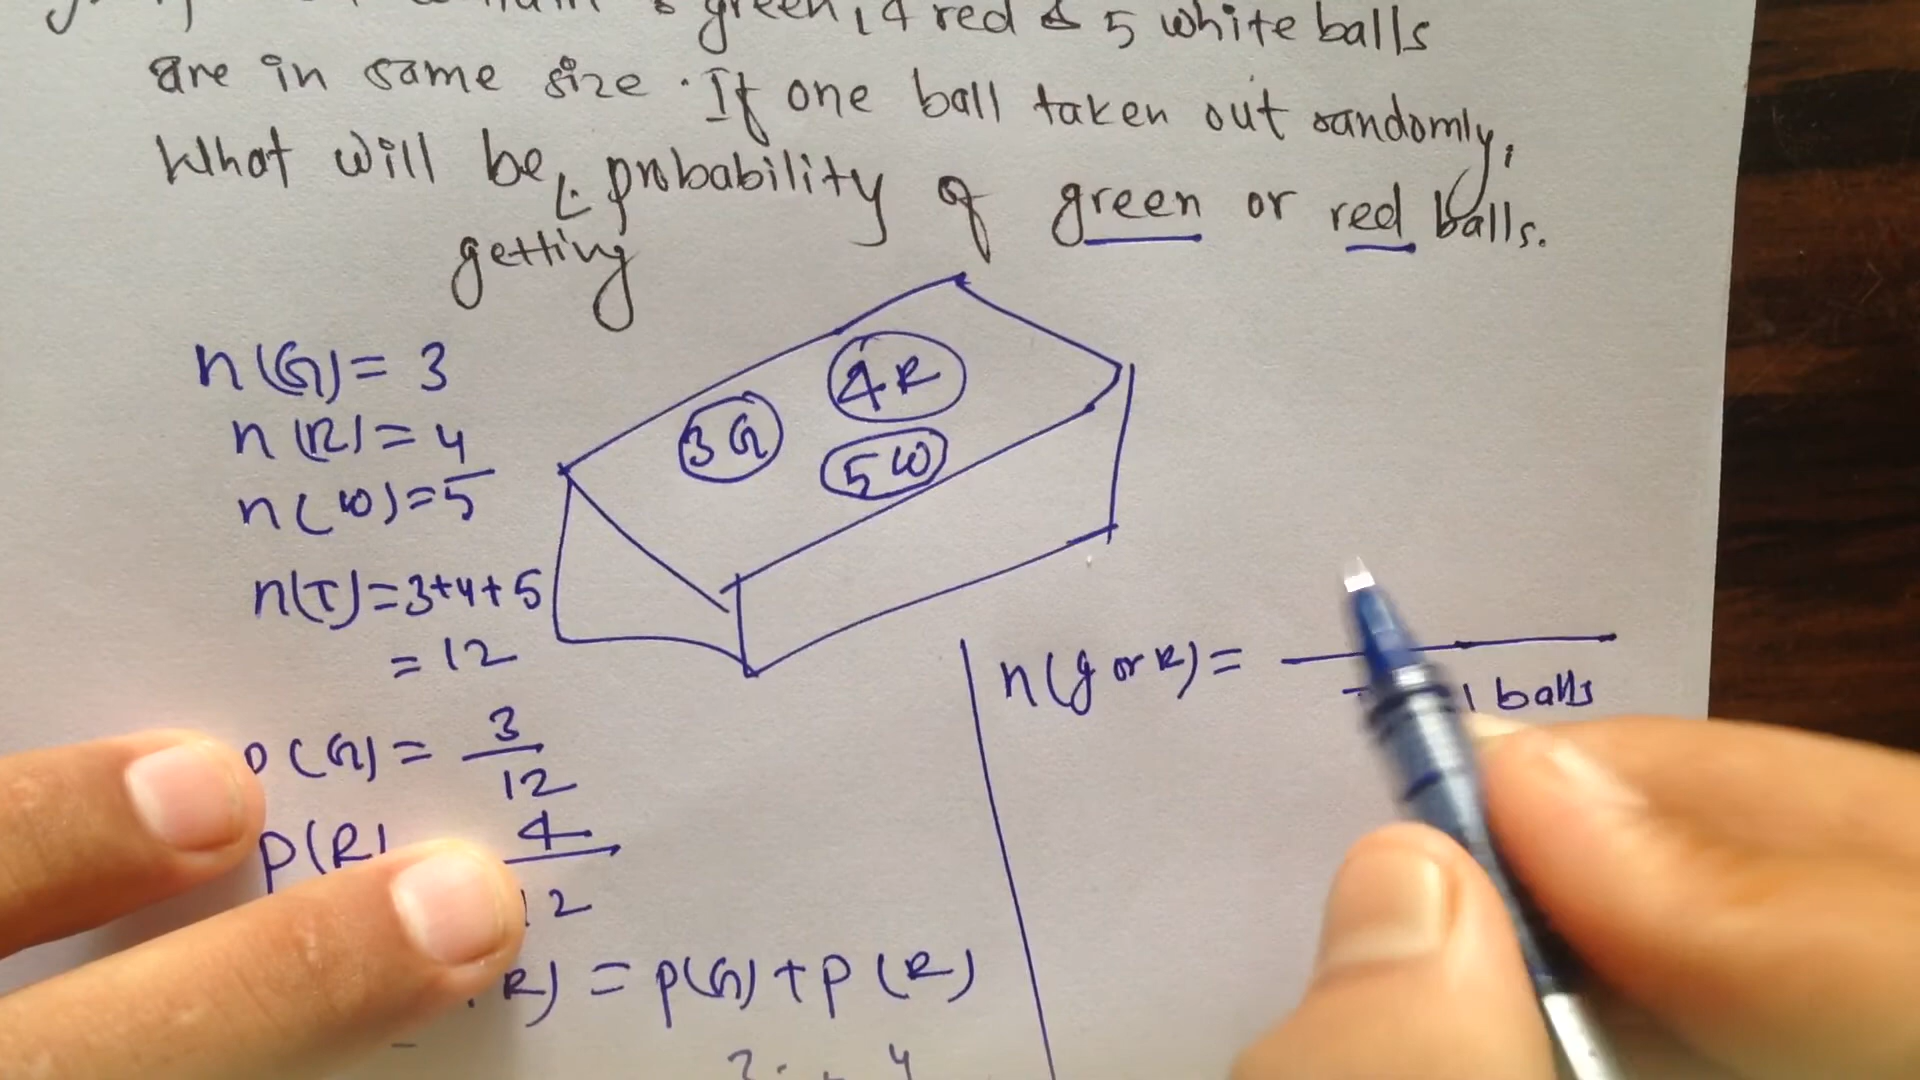 green, 4 red & 5 white balls
are in same size. If one ball taken out randomly,
What will be probability of green or red balls.
getting
n(G) = 3
n(R) = 4
n(W) = 5
n(T) = 3+4+5
= 12
3G
4R
5W
P(G) = 3/12
P(R) 4/12
R) = P(G) + P(R)
4
n(g or R) =
balls